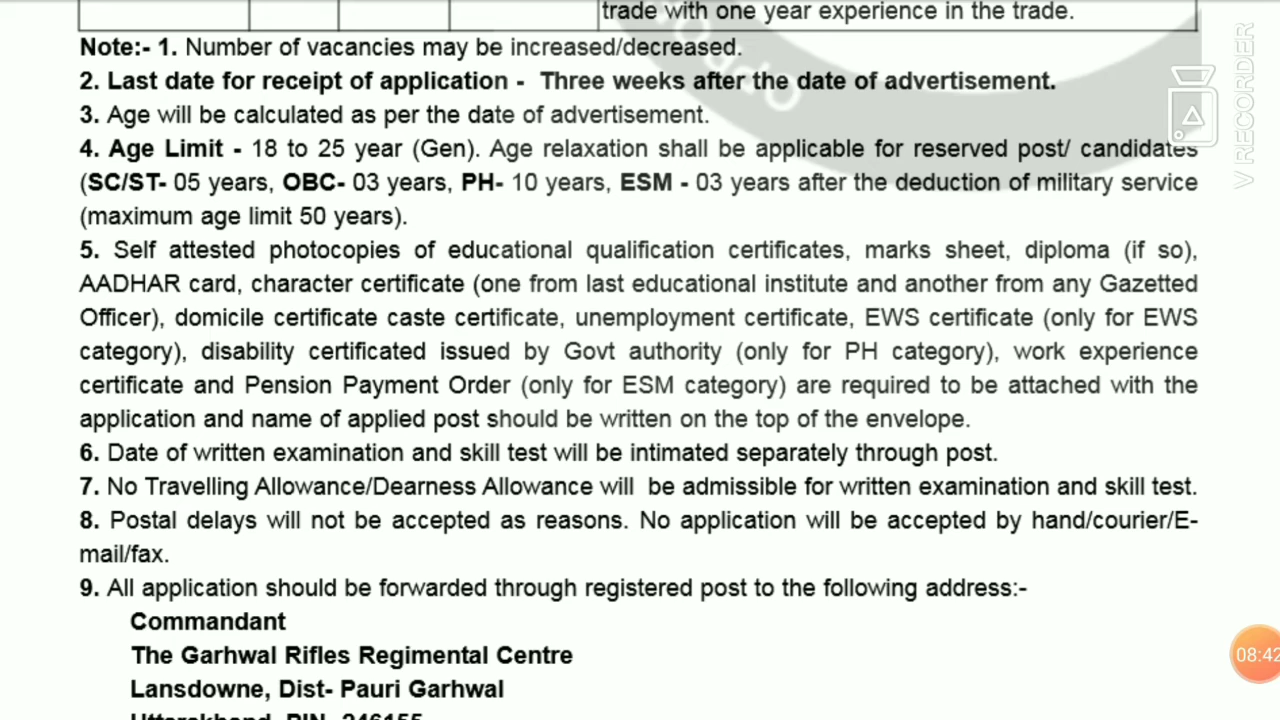 trade with one year experience in the trade.
Note:- 1. Number of vacancies may be increased/decreased.
2. Last date for receipt of application - Three weeks after the date of advertisement.
3. Age will be calculated as per the date of advertisement.
4. Age Limit - 18 to 25 year (Gen). Age relaxation shall be applicable for reserved post/ candidates
(SC/ST- 05 years, OBC- 03 years, PH- 10 years, ESM - 03 years after the deduction of military service
(maximum age limit 50 years).
5. Self attested photocopies of educational qualification certificates, marks sheet, diploma (if so),
AADHAR card, character certificate (one from last educational institute and another from any Gazetted
Officer), domicile certificate caste certificate, unemployment certificate, EWS certificate (only for EWS
category), disability certificated issued by Govt authority (only for PH category), work experience
certificate and Pension Payment Order (only for ESM category) are required to be attached with the
application and name of applied post should be written on the top of the envelope.
6. Date of written examination and skill test will be intimated separately through post.
7. No Travelling Allowance/Dearness Allowance will be admissible for written examination and skill test.
8. Postal delays will not be accepted as reasons. No application will be accepted by hand/courier/E-
mail/fax.
9. All application should be forwarded through registered post to the following address:-
Commandant
The Garhwal Rifles Regimental Centre
Lansdowne, Dist- Pauri Garhwal
Uttarakhand, PIN- 246155
V RECORDER
08:42